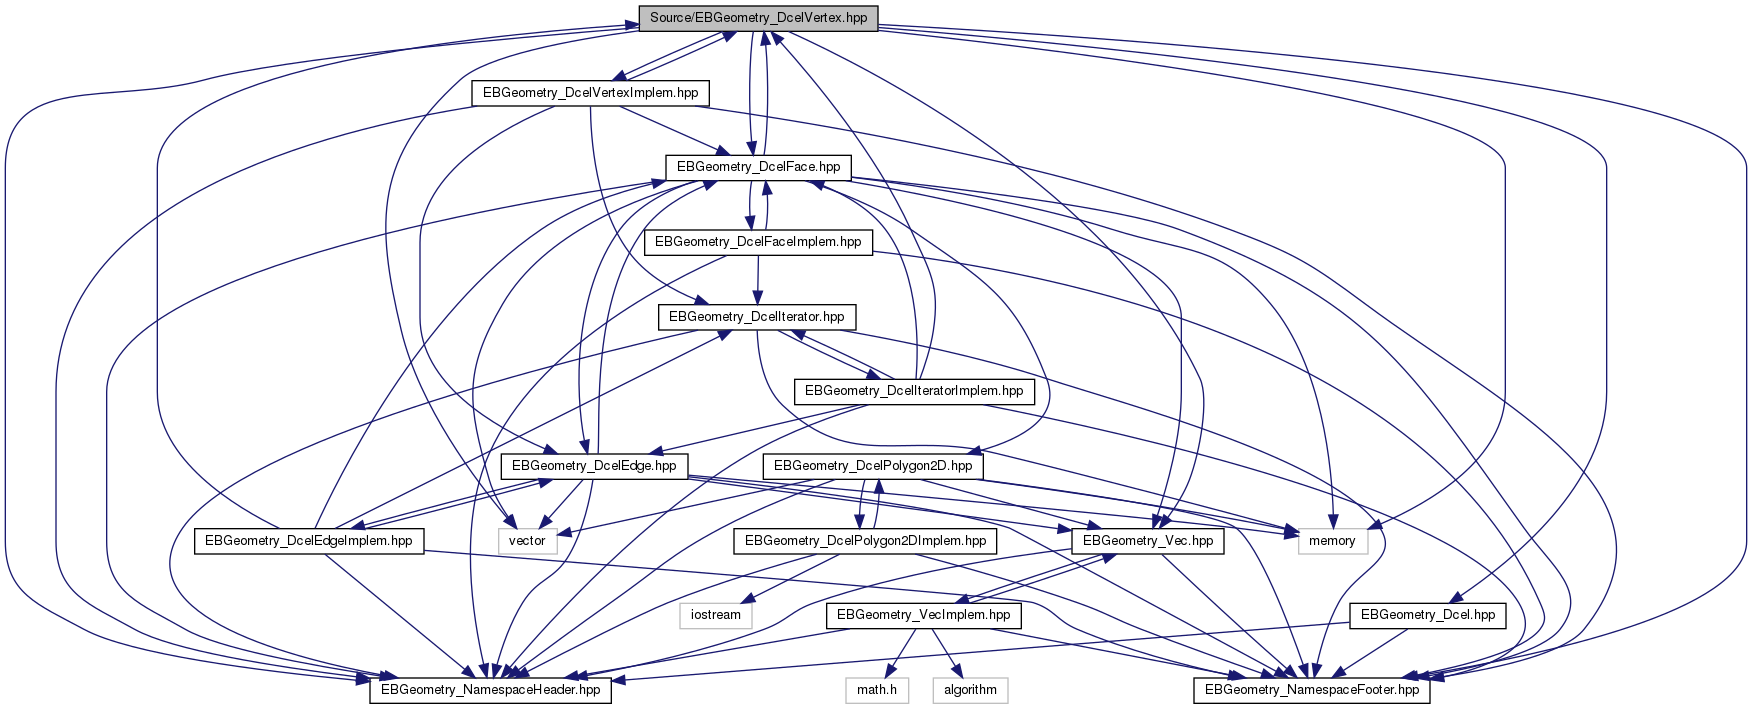 Source/EBGeometry_DcelVertex.hpp
EBGeometry_DcelVertexImplem.hpp
EBGeometry_DcelFace.hpp
EBGeometry_DcelFaceImplem.hpp
EBGeometry_DcelIterator.hpp
EBGeometry_DcelIteratorImplem.hpp
EBGeometry_DcelEdge.hpp
EBGeometry_DcelPolygon2D.hpp
EBGeometry_DcelEdgeImplem.hpp
vector
EBGeometry_DcelPolygon2DImplem.hpp
EBGeometry_Vec.hpp
memory
iostream
EBGeometry_VecImplem.hpp
EBGeometry_Dcel.hpp
EBGeometry_NamespaceHeader.hpp
math.h
algorithm
EBGeometry_NamespaceFooter.hpp